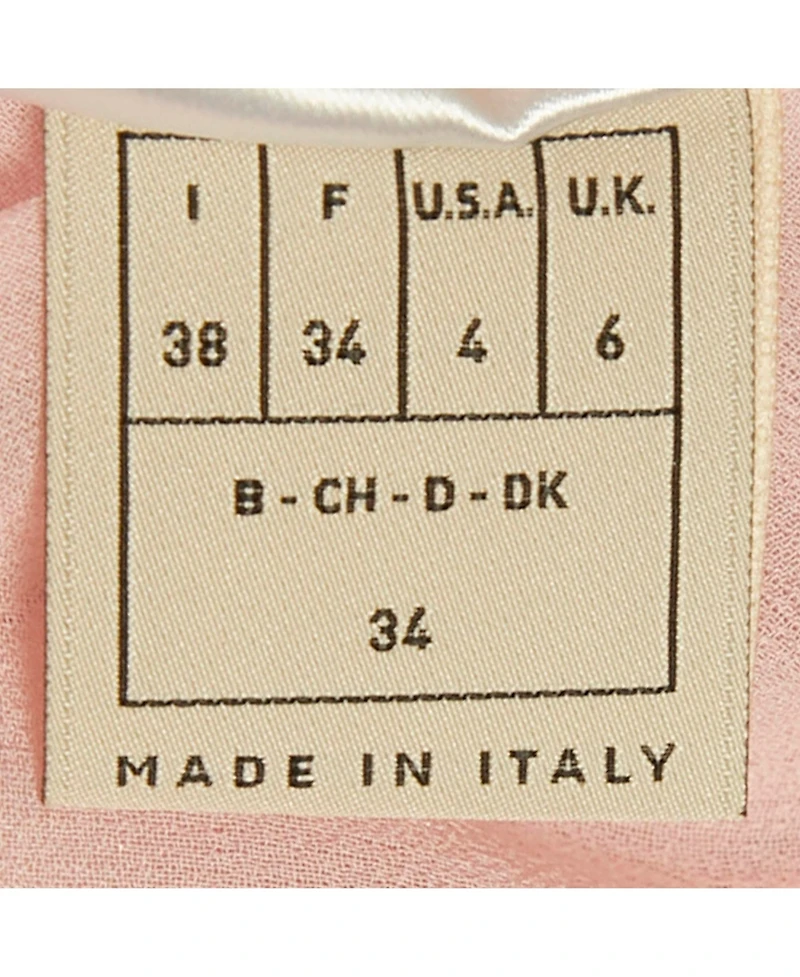 I F U.S.A. U.K.
38 34 4 6
B - CH - D - DK
34
MADE IN ITALY